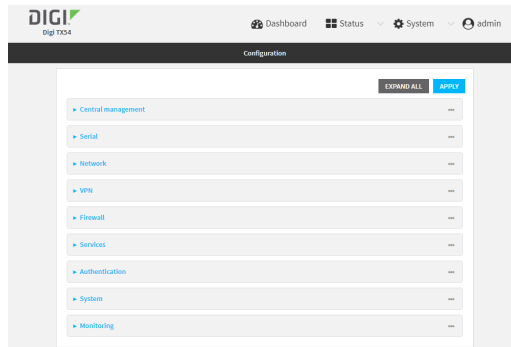 DIGI
Digi TX54
Dashboard Status System admin
Configuration
EXPAND ALL APPLY
Central management
Serial
Network
VPN
Firewall
Services
Authentication
System
Monitoring